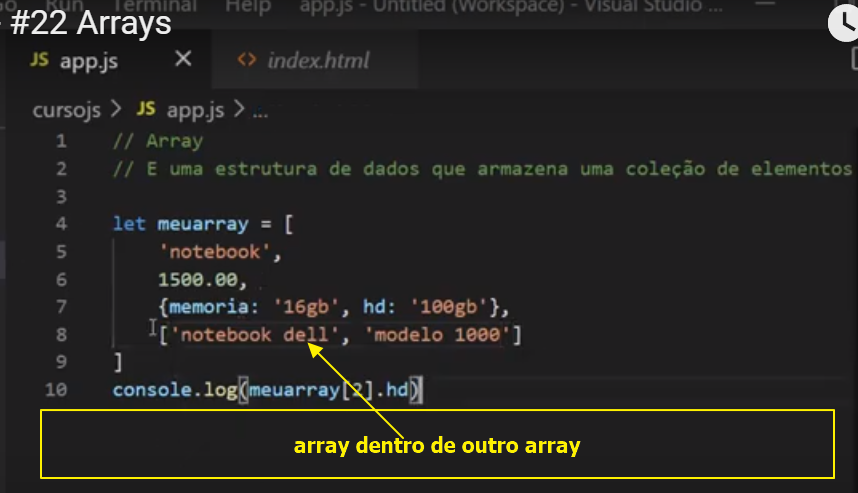 Run Terminal Help app.js - Untitled (Workspace) - Visual Studio ...
#22 Arrays
JS app.js × <> index.html
cursojs > JS app.js > ...
1 // Array
2 // E uma estrutura de dados que armazena uma coleção de elementos
3
4 let meuarray = [
5 'notebook',
6 1500.00,
7 {memoria: '16gb', hd: '100gb'},
8 ['notebook dell', 'modelo 1000']
9 ]
10 console.log(meuarray[2].hd)
array dentro de outro array